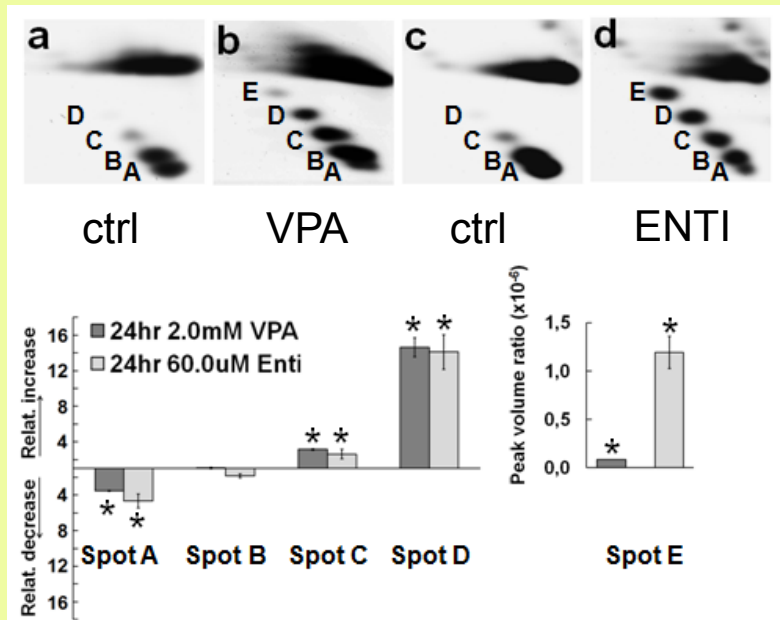 a b c d
E
D
C
B
A
E
D
C
B
A
D
C
B
A
E
D
C
B
A
ctrl VPA ctrl ENTI
Relat. increase
Relat. decrease
16
12
8
4
4
8
12
16
24hr 2.0mM VPA
24hr 60.0uM Enti
* * * * * *
Spot A Spot B Spot C Spot D
Peak volume ratio (x10-6)
1,5
1,0
0,5
0,0
* *
Spot E